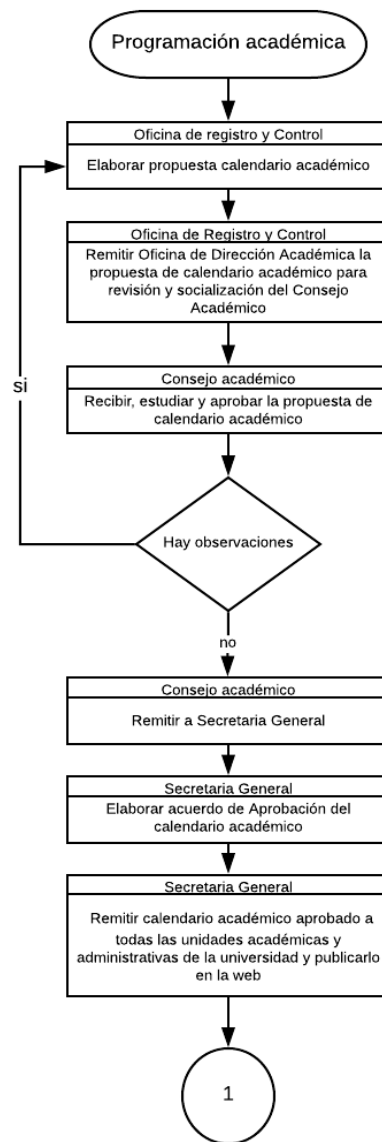 Programación académica
Oficina de registro y Control
Elaborar propuesta calendario académico
Oficina de Registro y Control
Remitir Oficina de Dirección Académica la
propuesta de calendario académico para
revisión y socialización del Consejo
Académico
Consejo académico
Recibir, estudiar y aprobar la propuesta de
calendario académico
si
Hay observaciones
no
Consejo académico
Remitir a Secretaria General
Secretaria General
Elaborar acuerdo de Aprobación del
calendario académico
Secretaria General
Remitir calendario académico aprobado a
todas las unidades académicas y
administrativas de la universidad y publicarlo
en la web
1